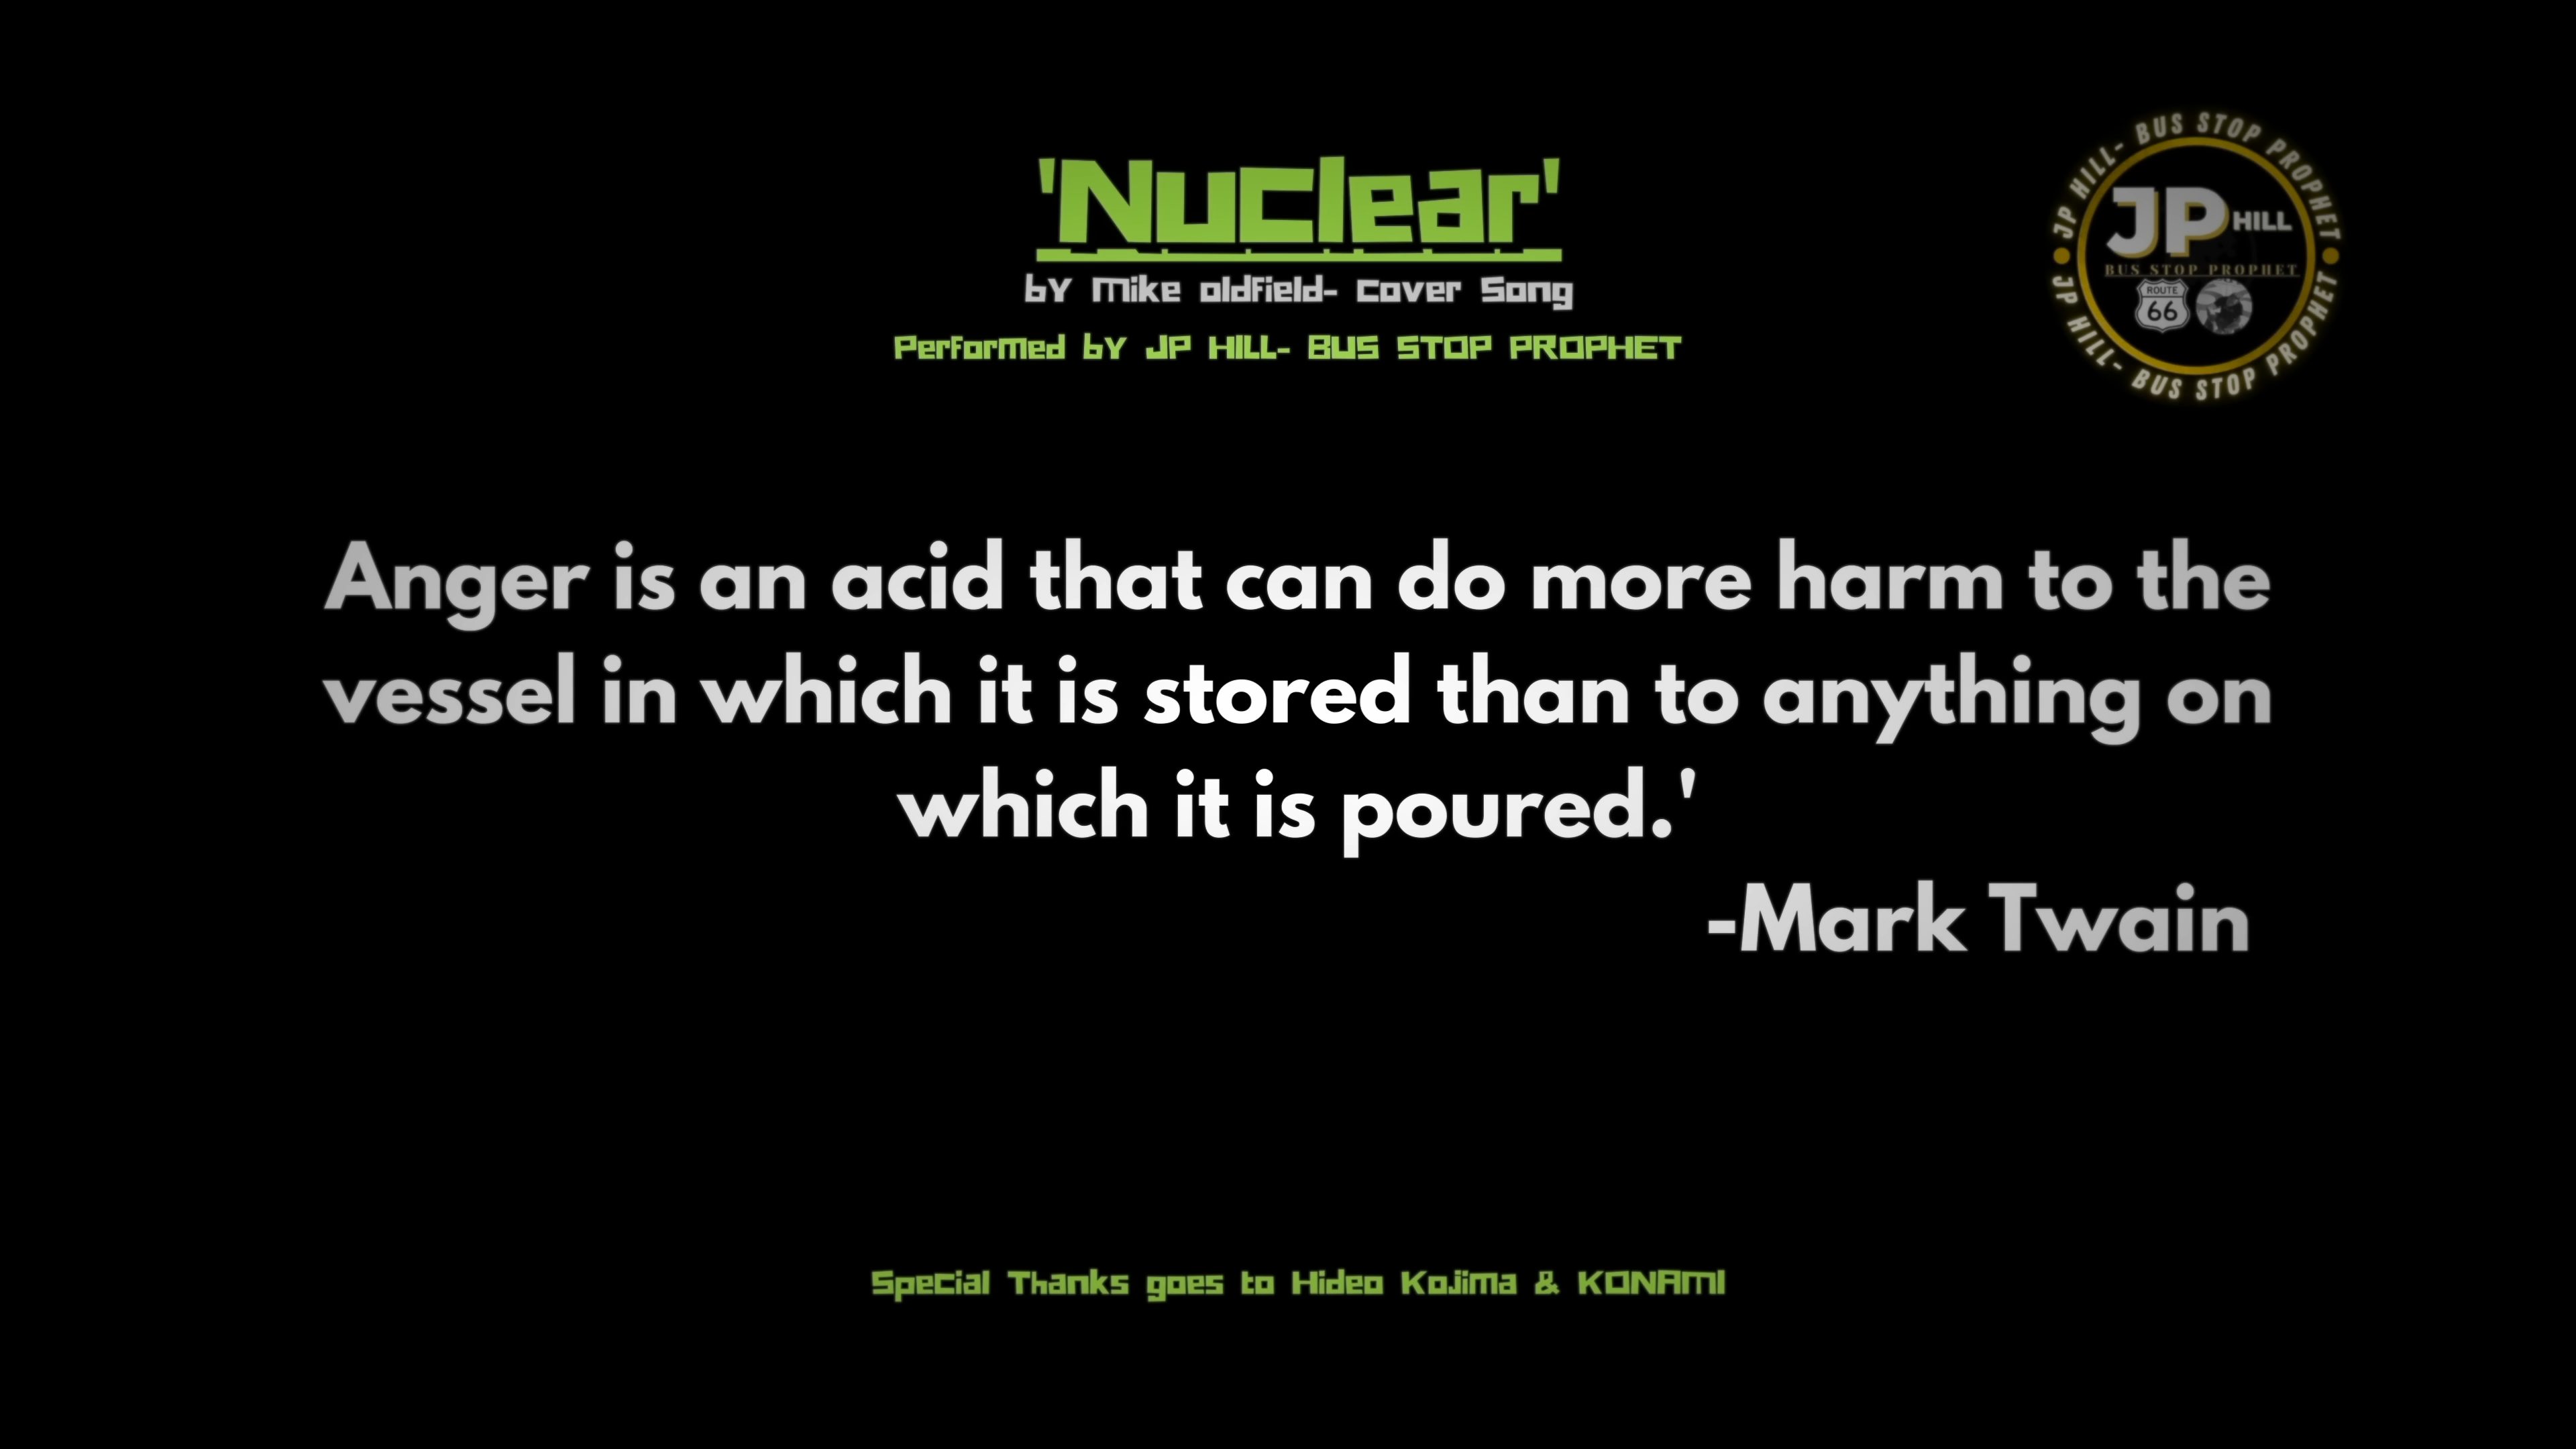 'Nuclear'
by Mike oldfield- Cover Song
Performed by JP HILL- BUS STOP PROPHET
JP HILL- BUS STOP PROPHET
JP HILL
BUS STOP PROPHET
ROUTE
66
JP HILL- BUS STOP PROPHET
Anger is an acid that can do more harm to the
vessel in which it is stored than to anything on
which it is poured.'
-Mark Twain
Special Thanks goes to Hideo Kojima & KONAMI